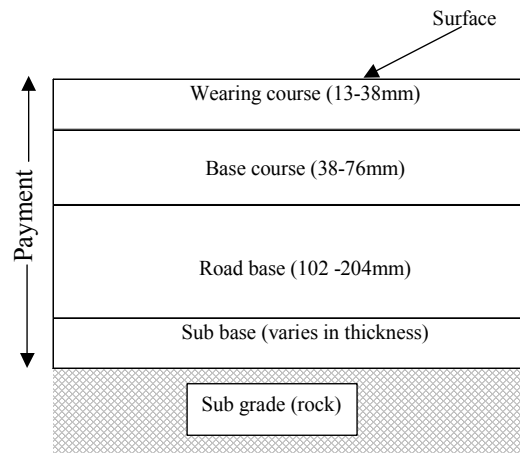 Surface
Wearing course (13-38mm)
Base course (38-76mm)
Payment
Road base (102 -204mm)
Sub base (varies in thickness)
Sub grade (rock)